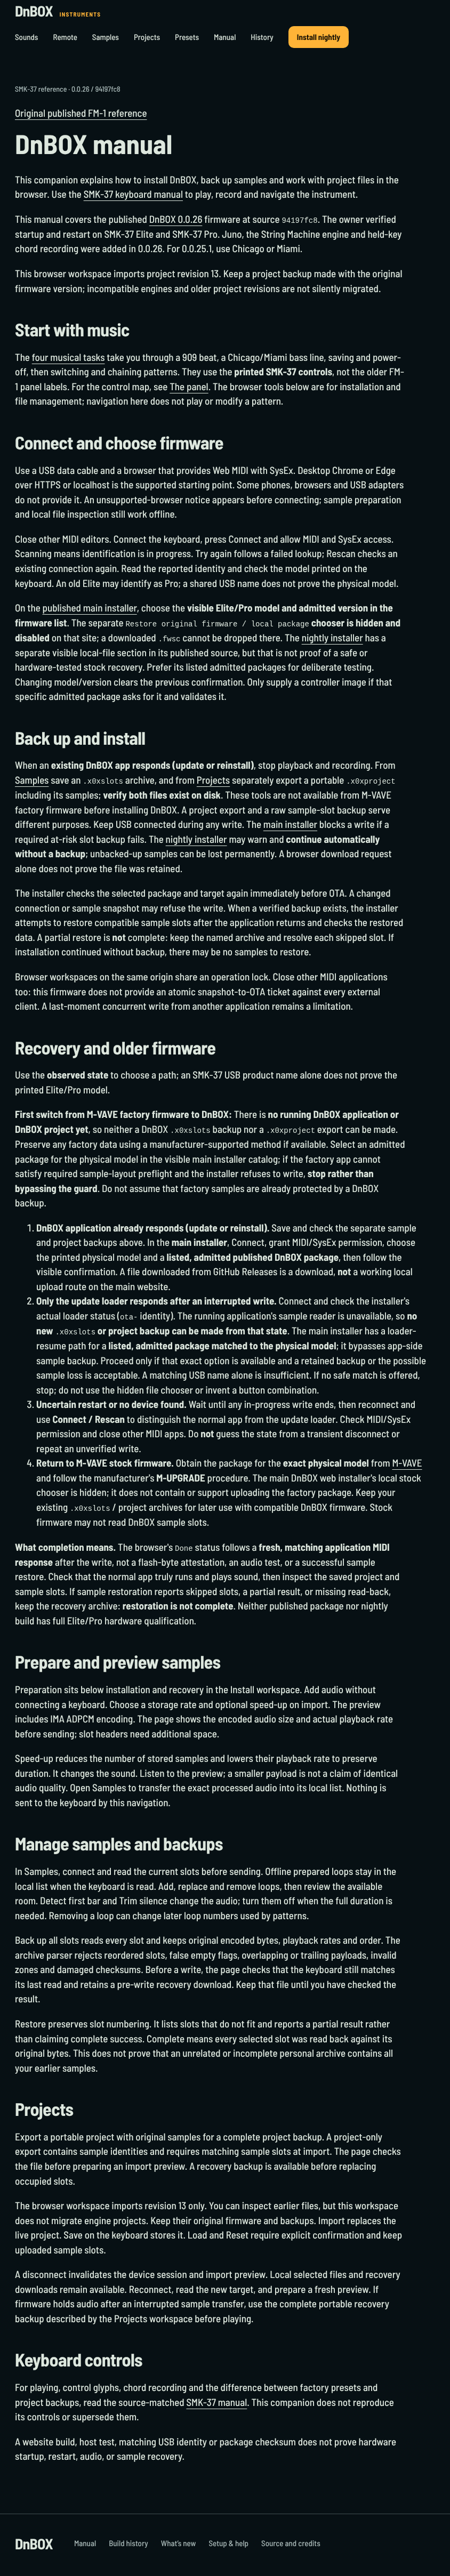 DnBOX INSTRUMENTS
Sounds Remote Samples Projects Presets Manual History Install nightly
SMK-37 reference · 0.0.26 / 94197fc8
Original published FM-1 reference
DnBOX manual
This companion explains how to install DnBOX, back up samples and work with project files in the
browser. Use the SMK-37 keyboard manual to play, record and navigate the instrument.
This manual covers the published DnBOX 0.0.26 firmware at source 94197fc8. The owner verified
startup and restart on SMK-37 Elite and SMK-37 Pro. Juno, the String Machine engine and held-key
chord recording were added in 0.0.26. For 0.0.25.1, use Chicago or Miami.
This browser workspace imports project revision 13. Keep a project backup made with the original
firmware version; incompatible engines and older project revisions are not silently migrated.
Start with music
The four musical tasks take you through a 909 beat, a Chicago/Miami bass line, saving and power-
off, then switching and chaining patterns. They use the printed SMK-37 controls, not the older FM-
1 panel labels. For the control map, see The panel. The browser tools below are for installation and
file management; navigation here does not play or modify a pattern.
Connect and choose firmware
Use a USB data cable and a browser that provides Web MIDI with SysEx. Desktop Chrome or Edge
over HTTPS or localhost is the supported starting point. Some phones, browsers and USB adapters
do not provide it. An unsupported-browser notice appears before connecting; sample preparation
and local file inspection still work offline.
Close other MIDI editors. Connect the keyboard, press Connect and allow MIDI and SysEx access.
Scanning means identification is in progress. Try again follows a failed lookup; Rescan checks an
existing connection again. Read the reported identity and check the model printed on the
keyboard. An old Elite may identify as Pro; a shared USB name does not prove the physical model.
On the published main installer, choose the visible Elite/Pro model and admitted version in the
firmware list. The separate Restore original firmware / local package chooser is hidden and
disabled on that site; a downloaded .fwsc cannot be dropped there. The nightly installer has a
separate visible local-file section in its published source, but that is not proof of a safe or
hardware-tested stock recovery. Prefer its listed admitted packages for deliberate testing.
Changing model/version clears the previous confirmation. Only supply a controller image if that
specific admitted package asks for it and validates it.
Back up and install
When an existing DnBOX app responds (update or reinstall), stop playback and recording. From
Samples save an .x0xslots archive, and from Projects separately export a portable .x0xproject
including its samples; verify both files exist on disk. These tools are not available from M-VAVE
factory firmware before installing DnBOX. A project export and a raw sample-slot backup serve
different purposes. Keep USB connected during any write. The main installer blocks a write if a
required at-risk slot backup fails. The nightly installer may warn and continue automatically
without a backup; unbacked-up samples can be lost permanently. A browser download request
alone does not prove the file was retained.
The installer checks the selected package and target again immediately before OTA. A changed
connection or sample snapshot may refuse the write. When a verified backup exists, the installer
attempts to restore compatible sample slots after the application returns and checks the restored
data. A partial restore is not complete: keep the named archive and resolve each skipped slot. If
installation continued without backup, there may be no samples to restore.
Browser workspaces on the same origin share an operation lock. Close other MIDI applications
too: this firmware does not provide an atomic snapshot-to-OTA ticket against every external
client. A last-moment concurrent write from another application remains a limitation.
Recovery and older firmware
Use the observed state to choose a path; an SMK-37 USB product name alone does not prove the
printed Elite/Pro model.
First switch from M-VAVE factory firmware to DnBOX: There is no running DnBOX application or
DnBOX project yet, so neither a DnBOX .x0xslots backup nor a .x0xproject export can be made.
Preserve any factory data using a manufacturer-supported method if available. Select an admitted
package for the physical model in the visible main installer catalog; if the factory app cannot
satisfy required sample-layout preflight and the installer refuses to write, stop rather than
bypassing the guard. Do not assume that factory samples are already protected by a DnBOX
backup.
1. DnBOX application already responds (update or reinstall). Save and check the separate sample
and project backups above. In the main installer, Connect, grant MIDI/SysEx permission, choose
the printed physical model and a listed, admitted published DnBOX package, then follow the
visible confirmation. A file downloaded from GitHub Releases is a download, not a working local
upload route on the main website.
2. Only the update loader responds after an interrupted write. Connect and check the installer's
actual loader status (ota- identity). The running application's sample reader is unavailable, so no
new .x0xslots or project backup can be made from that state. The main installer has a loader-
resume path for a listed, admitted package matched to the physical model; it bypasses app-side
sample backup. Proceed only if that exact option is available and a retained backup or the possible
sample loss is acceptable. A matching USB name alone is insufficient. If no safe match is offered,
stop; do not use the hidden file chooser or invent a button combination.
3. Uncertain restart or no device found. Wait until any in-progress write ends, then reconnect and
use Connect / Rescan to distinguish the normal app from the update loader. Check MIDI/SysEx
permission and close other MIDI apps. Do not guess the state from a transient disconnect or
repeat an unverified write.
4. Return to M-VAVE stock firmware. Obtain the package for the exact physical model from M-VAVE
and follow the manufacturer's M-UPGRADE procedure. The main DnBOX web installer's local stock
chooser is hidden; it does not contain or support uploading the factory package. Keep your
existing .x0xslots / project archives for later use with compatible DnBOX firmware. Stock
firmware may not read DnBOX sample slots.
What completion means. The browser's Done status follows a fresh, matching application MIDI
response after the write, not a flash-byte attestation, an audio test, or a successful sample
restore. Check that the normal app truly runs and plays sound, then inspect the saved project and
sample slots. If sample restoration reports skipped slots, a partial result, or missing read-back,
keep the recovery archive: restoration is not complete. Neither published package nor nightly
build has full Elite/Pro hardware qualification.
Prepare and preview samples
Preparation sits below installation and recovery in the Install workspace. Add audio without
connecting a keyboard. Choose a storage rate and optional speed-up on import. The preview
includes IMA ADPCM encoding. The page shows the encoded audio size and actual playback rate
before sending; slot headers need additional space.
Speed-up reduces the number of stored samples and lowers their playback rate to preserve
duration. It changes the sound. Listen to the preview; a smaller payload is not a claim of identical
audio quality. Open Samples to transfer the exact processed audio into its local list. Nothing is
sent to the keyboard by this navigation.
Manage samples and backups
In Samples, connect and read the current slots before sending. Offline prepared loops stay in the
local list when the keyboard is read. Add, replace and remove loops, then review the available
room. Detect first bar and Trim silence change the audio; turn them off when the full duration is
needed. Removing a loop can change later loop numbers used by patterns.
Back up all slots reads every slot and keeps original encoded bytes, playback rates and order. The
archive parser rejects reordered slots, false empty flags, overlapping or trailing payloads, invalid
zones and damaged checksums. Before a write, the page checks that the keyboard still matches
its last read and retains a pre-write recovery download. Keep that file until you have checked the
result.
Restore preserves slot numbering. It lists slots that do not fit and reports a partial result rather
than claiming complete success. Complete means every selected slot was read back against its
original bytes. This does not prove that an unrelated or incomplete personal archive contains all
your earlier samples.
Projects
Export a portable project with original samples for a complete project backup. A project-only
export contains sample identities and requires matching sample slots at import. The page checks
the file before preparing an import preview. A recovery backup is available before replacing
occupied slots.
The browser workspace imports revision 13 only. You can inspect earlier files, but this workspace
does not migrate engine projects. Keep their original firmware and backups. Import replaces the
live project. Save on the keyboard stores it. Load and Reset require explicit confirmation and keep
uploaded sample slots.
A disconnect invalidates the device session and import preview. Local selected files and recovery
downloads remain available. Reconnect, read the new target, and prepare a fresh preview. If
firmware holds audio after an interrupted sample transfer, use the complete portable recovery
backup described by the Projects workspace before playing.
Keyboard controls
For playing, control glyphs, chord recording and the difference between factory presets and
project backups, read the source-matched SMK-37 manual. This companion does not reproduce
its controls or supersede them.
A website build, host test, matching USB identity or package checksum does not prove hardware
startup, restart, audio, or sample recovery.
DnBOX Manual Build history What's new Setup & help Source and credits